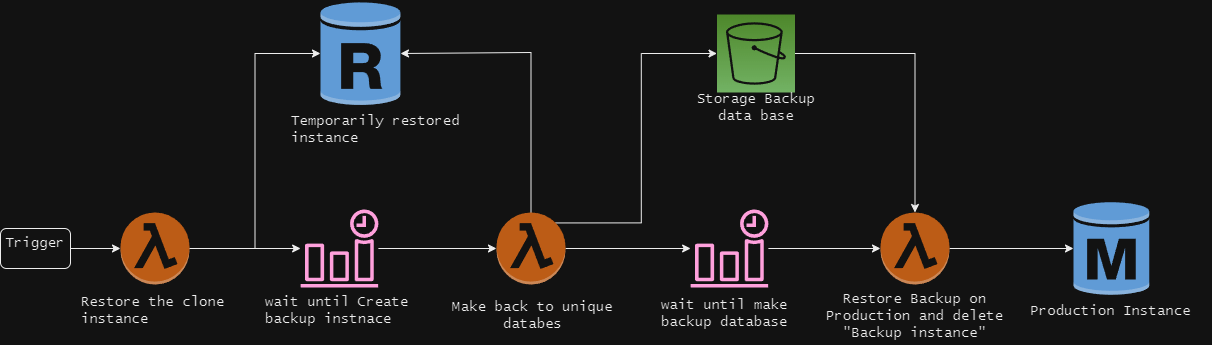 R
Temporarily restored
instance
Storage Backup
data base
Trigger
Restore the clone
instance
wait until Create
backup instnace
Make back to unique
databes
wait until make
backup database
Restore Backup on
Production and delete
"Backup instance"
M
Production Instance
λ
λ
λ